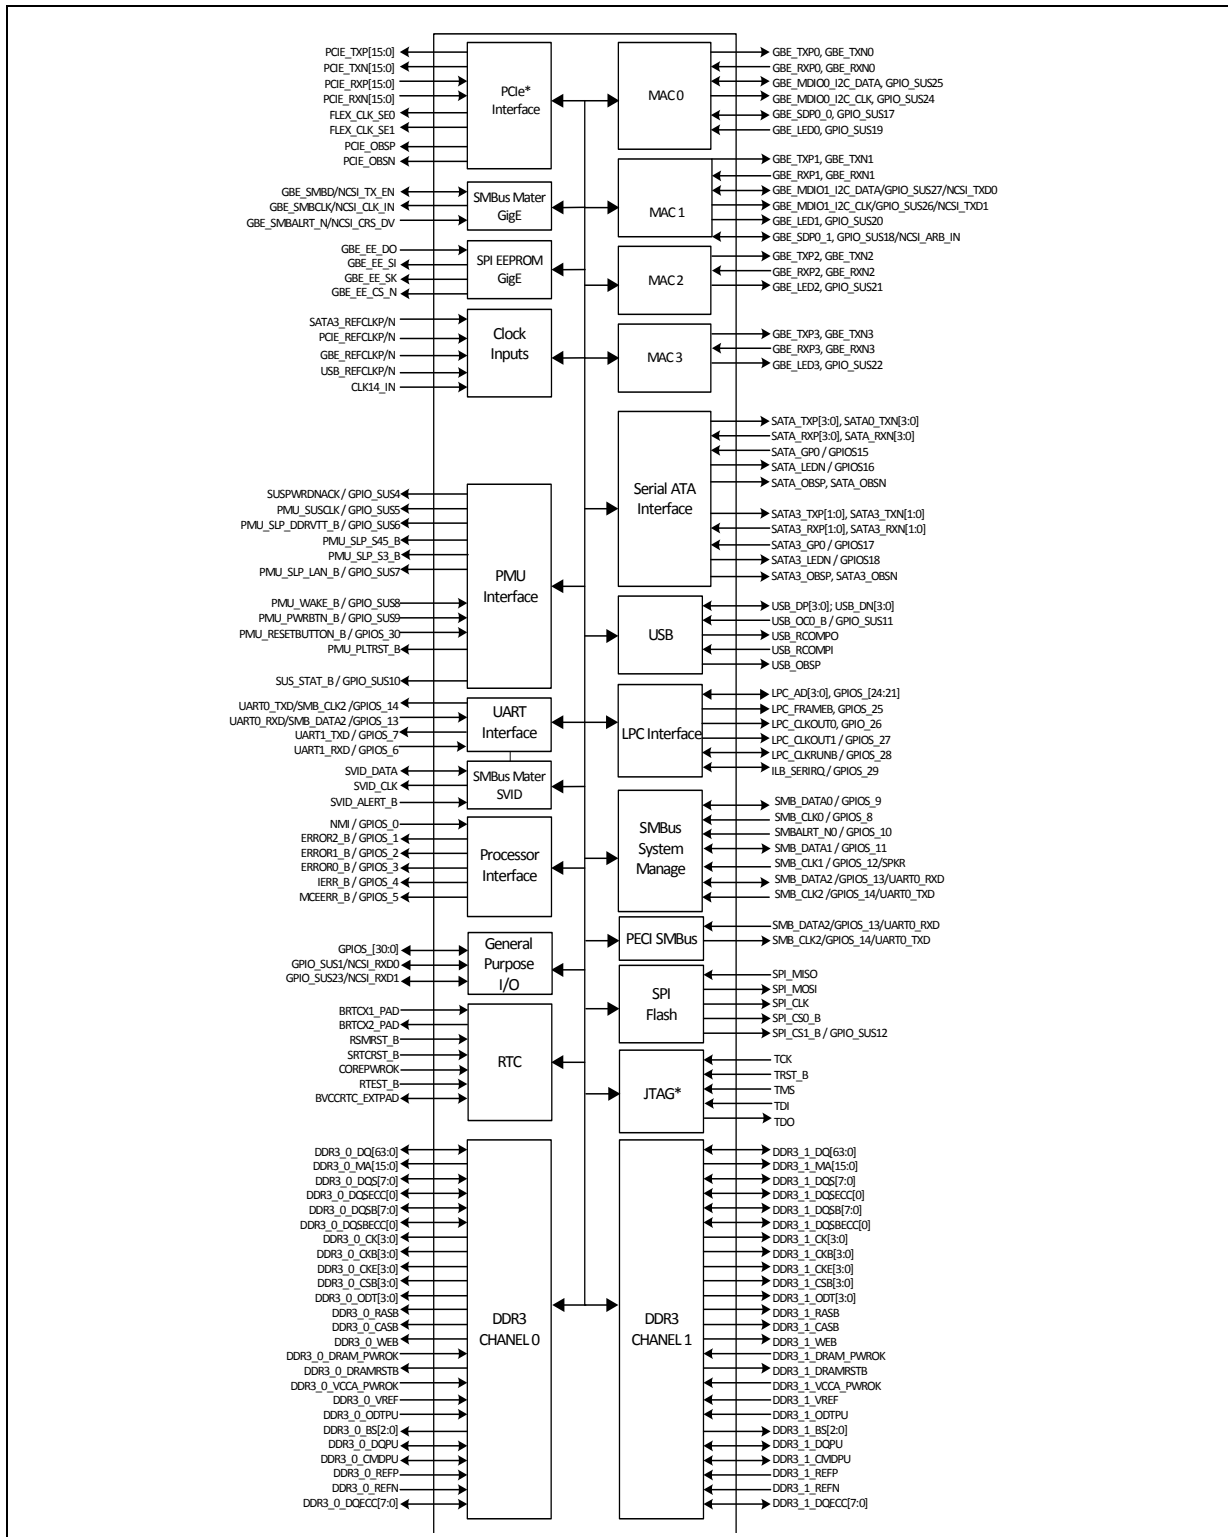 PCIE_TXP[15:0]
PCIE_TXN[15:0]
PCIE_RXP[15:0]
PCIE_RXN[15:0]
FLEX_CLK_SE0
FLEX_CLK_SE1
PCIE_OBSP
PCIE_OBSN
PCIe*
Interface
MAC 0
GBE_TXP0, GBE_TXN0
GBE_RXP0, GBE_RXN0
GBE_MDIO0_I2C_DATA, GPIO_SUS25
GBE_MDIO0_I2C_CLK, GPIO_SUS24
GBE_SDP0_0, GPIO_SUS17
GBE_LED0, GPIO_SUS19
GBE_SMBD/NCSI_TX_EN
GBE_SMBCLK/NCSI_CLK_IN
GBE_SMBALRT_N/NCSI_CRS_DV
SMBus Mater
GigE
MAC 1
GBE_TXP1, GBE_TXN1
GBE_RXP1, GBE_RXN1
GBE_MDIO1_I2C_DATA/GPIO_SUS27/NCSI_TXD0
GBE_MDIO1_I2C_CLK/GPIO_SUS26/NCSI_TXD1
GBE_LED1, GPIO_SUS20
GBE_SDP0_1, GPIO_SUS18/NCSI_ARB_IN
GBE_EE_DO
GBE_EE_SI
GBE_EE_SK
GBE_EE_CS_N
SPI EEPROM
GigE
MAC 2
GBE_TXP2, GBE_TXN2
GBE_RXP2, GBE_RXN2
GBE_LED2, GPIO_SUS21
SATA3_REFCLKP/N
PCIE_REFCLKP/N
GBE_REFCLKP/N
USB_REFCLKP/N
CLK14_IN
Clock
Inputs
MAC 3
GBE_TXP3, GBE_TXN3
GBE_RXP3, GBE_RXN3
GBE_LED3, GPIO_SUS22
Serial ATA
Interface
SATA_TXP[3:0], SATA0_TXN[3:0]
SATA_RXP[3:0], SATA_RXN[3:0]
SATA_GP0 / GPIOS15
SATA_LEDN / GPIOS16
SATA_OBSP, SATA_OBSN
SATA3_TXP[1:0], SATA3_TXN[1:0]
SATA3_RXP[1:0], SATA3_RXN[1:0]
SATA3_GP0 / GPIOS17
SATA3_LEDN / GPIOS18
SATA3_OBSP, SATA3_OBSN
SUSPWRDNACK / GPIO_SUS4
PMU_SUSCLK / GPIO_SUS5
PMU_SLP_DDRVTT_B / GPIO_SUS6
PMU_SLP_S45_B
PMU_SLP_S3_B
PMU_SLP_LAN_B / GPIO_SUS7
PMU_WAKE_B / GPIO_SUS8
PMU_PWRBTN_B / GPIO_SUS9
PMU_RESETBUTTON_B / GPIOS_30
PMU_PLTRST_B
SUS_STAT_B / GPIO_SUS10
PMU
Interface
USB
USB_DP[3:0]; USB_DN[3:0]
USB_OC0_B / GPIO_SUS11
USB_RCOMPO
USB_RCOMPI
USB_OBSP
UART0_TXD/SMB_CLK2 /GPIOS_14
UART0_RXD/SMB_DATA2 /GPIOS_13
UART1_TXD / GPIOS_7
UART1_RXD / GPIOS_6
UART
Interface
LPC Interface
LPC_AD[3:0], GPIOS_[24:21]
LPC_FRAMEB, GPIOS_25
LPC_CLKOUT0, GPIO_26
LPC_CLKOUT1 / GPIOS_27
LPC_CLKRUNB / GPIOS_28
ILB_SERIRQ / GPIOS_29
SVID_DATA
SVID_CLK
SVID_ALERT_B
SMBus Mater
SVID
NMI / GPIOS_0
ERROR2_B / GPIOS_1
ERROR1_B / GPIOS_2
ERROR0_B / GPIOS_3
IERR_B / GPIOS_4
MCEERR_B / GPIOS_5
Processor
Interface
SMBus
System
Manage
SMB_DATA0 / GPIOS_9
SMB_CLK0 / GPIOS_8
SMBALRT_N0 / GPIOS_10
SMB_DATA1 / GPIOS_11
SMB_CLK1 / GPIOS_12/SPKR
SMB_DATA2 /GPIOS_13/UART0_RXD
SMB_CLK2 /GPIOS_14/UART0_TXD
PECI SMBus
SMB_DATA2/GPIOS_13/UART0_RXD
SMB_CLK2/GPIOS_14/UART0_TXD
GPIOS_[30:0]
GPIO_SUS1/NCSI_RXD0
GPIO_SUS23/NCSI_RXD1
General
Purpose
I/O
SPI
Flash
SPI_MISO
SPI_MOSI
SPI_CLK
SPI_CS0_B
SPI_CS1_B / GPIO_SUS12
BRTCX1_PAD
BRTCX2_PAD
RSMRST_B
SRTCRST_B
COREPWROK
RTEST_B
BVCCRTC_EXTPAD
RTC
JTAG*
TCK
TRST_B
TMS
TDI
TDO
DDR3_0_DQ[63:0]
DDR3_0_MA[15:0]
DDR3_0_DQS[7:0]
DDR3_0_DQSECC[0]
DDR3_0_DQSB[7:0]
DDR3_0_DQSBECC[0]
DDR3_0_CK[3:0]
DDR3_0_CKB[3:0]
DDR3_0_CKE[3:0]
DDR3_0_CSB[3:0]
DDR3_0_ODT[3:0]
DDR3_0_RASB
DDR3_0_CASB
DDR3_0_WEB
DDR3_0_DRAM_PWROK
DDR3_0_DRAMRSTB
DDR3_0_VCCA_PWROK
DDR3_0_VREF
DDR3_0_ODTPU
DDR3_0_BS[2:0]
DDR3_0_DQPU
DDR3_0_CMDPU
DDR3_0_REFP
DDR3_0_REFN
DDR3_0_DQECC[7:0]
DDR3
CHANEL 0
DDR3
CHANEL 1
DDR3_1_DQ[63:0]
DDR3_1_MA[15:0]
DDR3_1_DQS[7:0]
DDR3_1_DQSECC[0]
DDR3_1_DQSB[7:0]
DDR3_1_DQSBECC[0]
DDR3_1_CK[3:0]
DDR3_1_CKB[3:0]
DDR3_1_CKE[3:0]
DDR3_1_CSB[3:0]
DDR3_1_ODT[3:0]
DDR3_1_RASB
DDR3_1_CASB
DDR3_1_WEB
DDR3_1_DRAM_PWROK
DDR3_1_DRAMRSTB
DDR3_1_VCCA_PWROK
DDR3_1_VREF
DDR3_1_ODTPU
DDR3_1_BS[2:0]
DDR3_1_DQPU
DDR3_1_CMDPU
DDR3_1_REFP
DDR3_1_REFN
DDR3_1_DQECC[7:0]